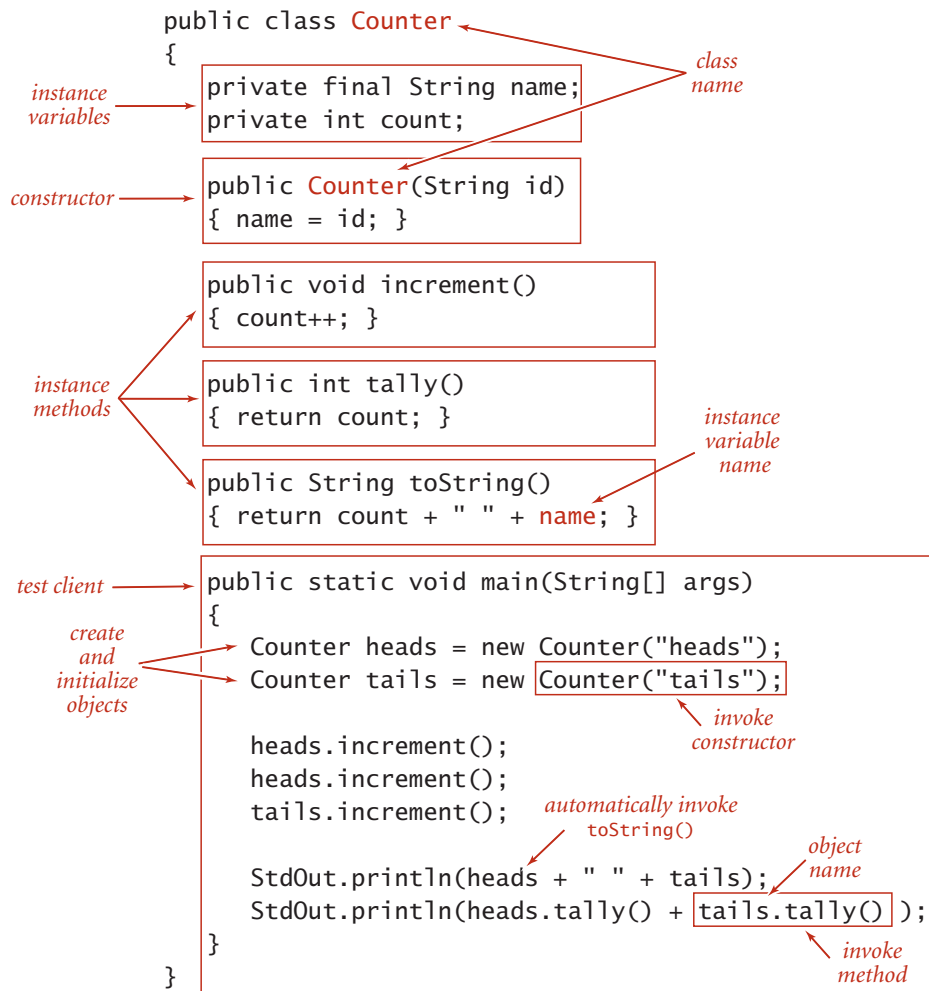 public class Counter
{
class
name
instance
variables
private final String name;
private int count;
constructor
public Counter(String id)
{ name = id; }
public void increment()
{ count++; }
instance
methods
public int tally()
{ return count; }
instance
variable
name
public String toString()
{ return count + " " + name; }
test client
public static void main(String[] args)
{
create
and
initialize
objects
Counter heads = new Counter("heads");
Counter tails = new Counter("tails");
invoke
constructor
heads.increment();
heads.increment();
tails.increment();
automatically invoke
toString()
object
name
StdOut.println(heads + " " + tails);
StdOut.println(heads.tally() + tails.tally() );
}
invoke
method
}